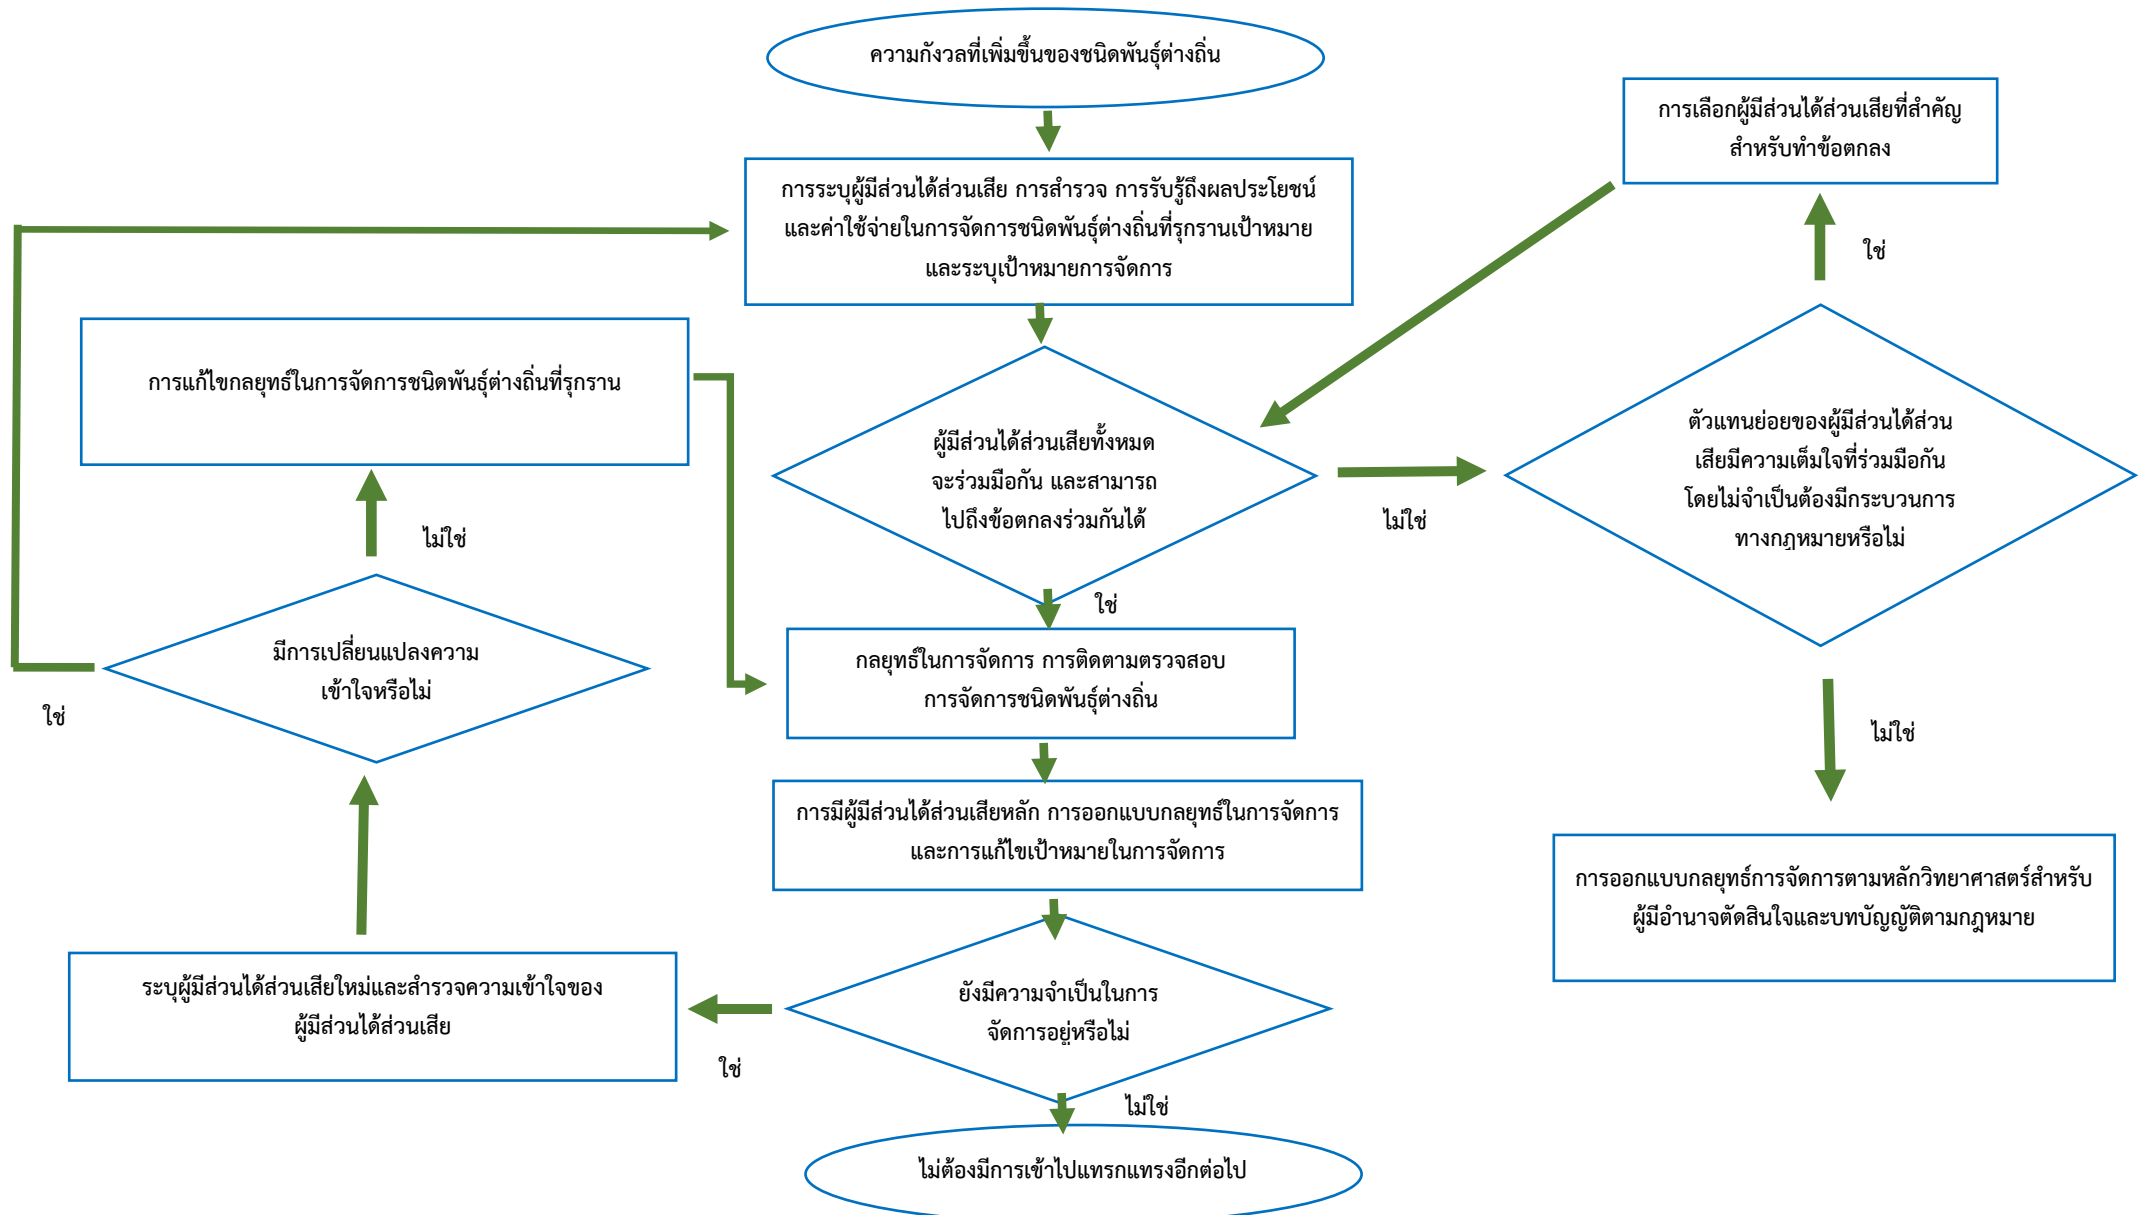 ความกังวลที่เพิ่มขึ้นของชนิดพันธุ์ต่างถิ่น
การเลือกผู้มีส่วนได้ส่วนเสียที่สำคัญ
สำหรับทำข้อตกลง
การระบุผู้มีส่วนได้ส่วนเสีย การสำรวจ การรับรู้ถึงผลประโยชน์
และค่าใช้จ่ายในการจัดการชนิดพันธุ์ต่างถิ่นที่รุกรานเป้าหมาย
และระบุเป้าหมายการจัดการ
ใช่
การแก้ไขกลยุทธ์ในการจัดการชนิดพันธุ์ต่างถิ่นที่รุกราน
ผู้มีส่วนได้ส่วนเสียทั้งหมด
จะร่วมมือกัน และสามารถ
ไปถึงข้อตกลงร่วมกันได้
ไม่ใช่
ตัวแทนย่อยของผู้มีส่วนได้ส่วน
เสียมีความเต็มใจที่ร่วมมือกัน
โดยไม่จำเป็นต้องมีกระบวนการ
ทางกฎหมายหรือไม่
ไม่ใช่
ใช่
มีการเปลี่ยนแปลงความ
เข้าใจหรือไม่
ใช่
กลยุทธ์ในการจัดการ การติดตามตรวจสอบ
การจัดการชนิดพันธุ์ต่างถิ่น
ไม่ใช่
การมีผู้มีส่วนได้ส่วนเสียหลัก การออกแบบกลยุทธ์ในการจัดการ
และการแก้ไขเป้าหมายในการจัดการ
การออกแบบกลยุทธ์การจัดการตามหลักวิทยาศาสตร์สำหรับ
ผู้มีอำนาจตัดสินใจและบทบัญญัติตามกฎหมาย
ระบุผู้มีส่วนได้ส่วนเสียใหม่และสำรวจความเข้าใจของ
ผู้มีส่วนได้ส่วนเสีย
ยังมีความจำเป็นในการ
จัดการอยู่หรือไม่
ใช่
ไม่ใช่
ไม่ต้องมีการเข้าไปแทรกแทรงอีกต่อไป